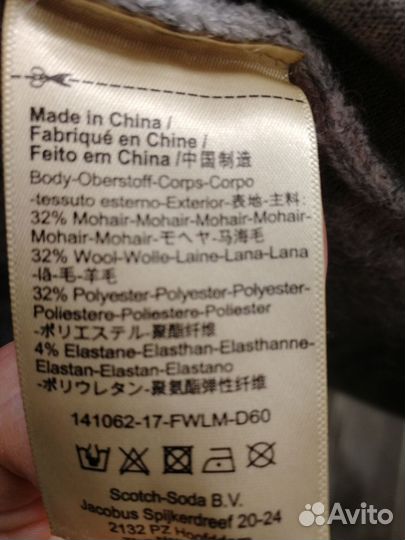 Made in China/
Fabriqué en Chine/
Feito em China /中国制造
Body-Oberstoff-Corps-Corpo
-tessuto esterno-Exterior-表地-主料:
32% Mohair-Mohair-Mohair-Mohair-
Mohair-Mohair-モヘヤ-马海毛
32% Wool-Wolle-Laine-Lana-Lana
-lã-毛-羊毛
32% Polyester-Polyester-Polyester-
Poliestere-Poliestere-Poliester
-ポリエステル-聚酯纤维
4% Elastane-Elasthan-Elasthanne-
Elastan-Elastan-Elastano
-ポリウレタン-聚氨酯弹性纤维
141062-17-FWLM-D60
Scotch-Soda B.V.
Jacobus Spijkerdreef 20-24
2132 PZ
Avito